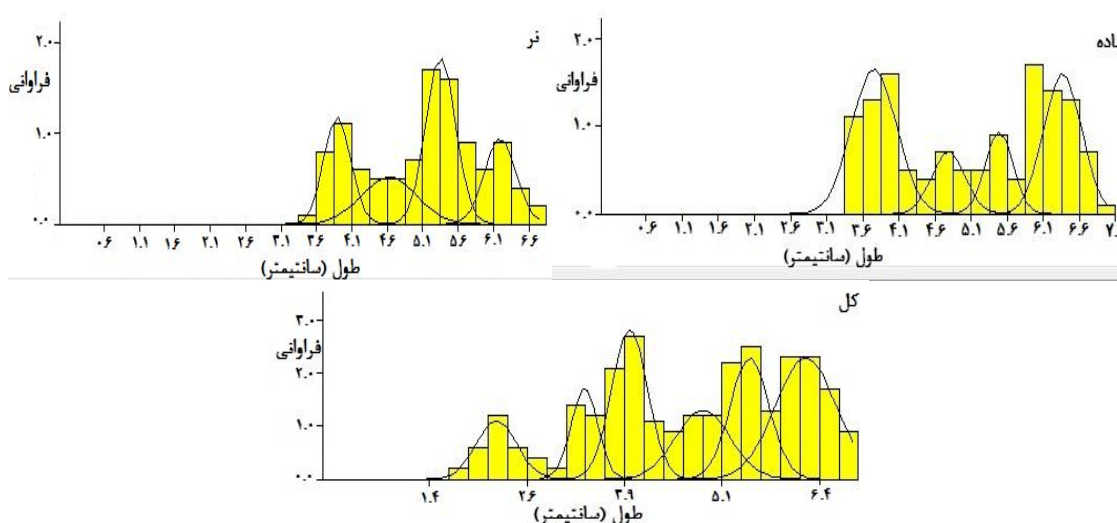 نر
۲.۰
فراوانی
۱.۰
۰.۰
۰.۶ ۱.۱ ۱.۶ ۲.۱ ۲.۶ ۳.۱ ۳.۶ ۴.۱ ۴.۶ ۵.۱ ۵.۶ ۶.۱ ۶.۶
طول (سانتیمتر)
ماده
۲.۰
فراوانی
۱.۰
۰.۰
۰.۶ ۱.۱ ۱.۶ ۲.۱ ۲.۶ ۳.۱ ۳.۶ ۴.۱ ۴.۶ ۵.۱ ۵.۶ ۶.۱ ۶.۶
طول (سانتیمتر)
کل
۳.۰
فراوانی
۲.۰
۱.۰
۰.۰
۱.۴ ۲.۶ ۳.۹ ۵.۱ ۶.۴
طول (سانتیمتر)